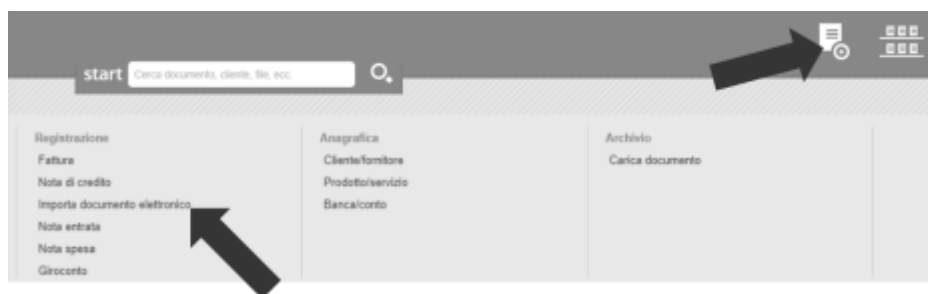 start Cerca documento, cliente, file, ecc.
Registrazione
Fattura
Nota di credito
Importa documento elettronico
Nota entrata
Nota spesa
Giroconto
Anagrafica
Cliente/fornitore
Prodotto/servizio
Banca/conto
Archivio
Carica documento